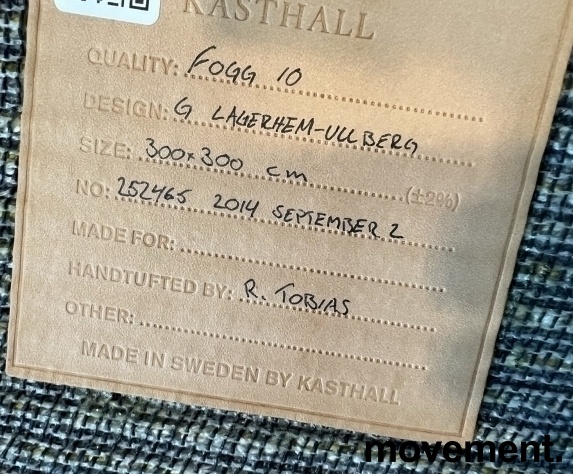 KASTHALL
QUALITY: FOGG 10
DESIGN: G LAGERHEM-ULLBERG
SIZE: 300x300 cm (±2%)
NO: 252465 2014 SEPTEMBER 2
MADE FOR:
HANDTUFTED BY: R. TOBIAS
OTHER:
MADE IN SWEDEN BY KASTHALL
movement.